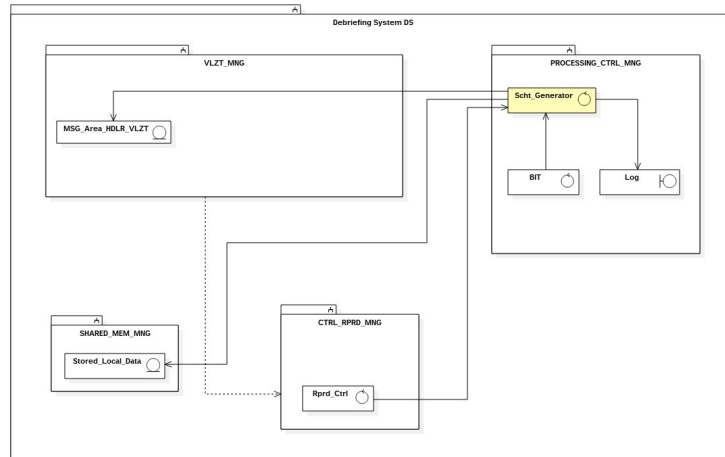 Debriefing System DS
VLZT_MNG
PROCESSING_CTRL_MNG
Scht_Generator
MSG_Area_HDLR_VLZT
BIT
Log
SHARED_MEM_MNG
Stored_Local_Data
CTRL_RPRD_MNG
Rprd_Ctrl